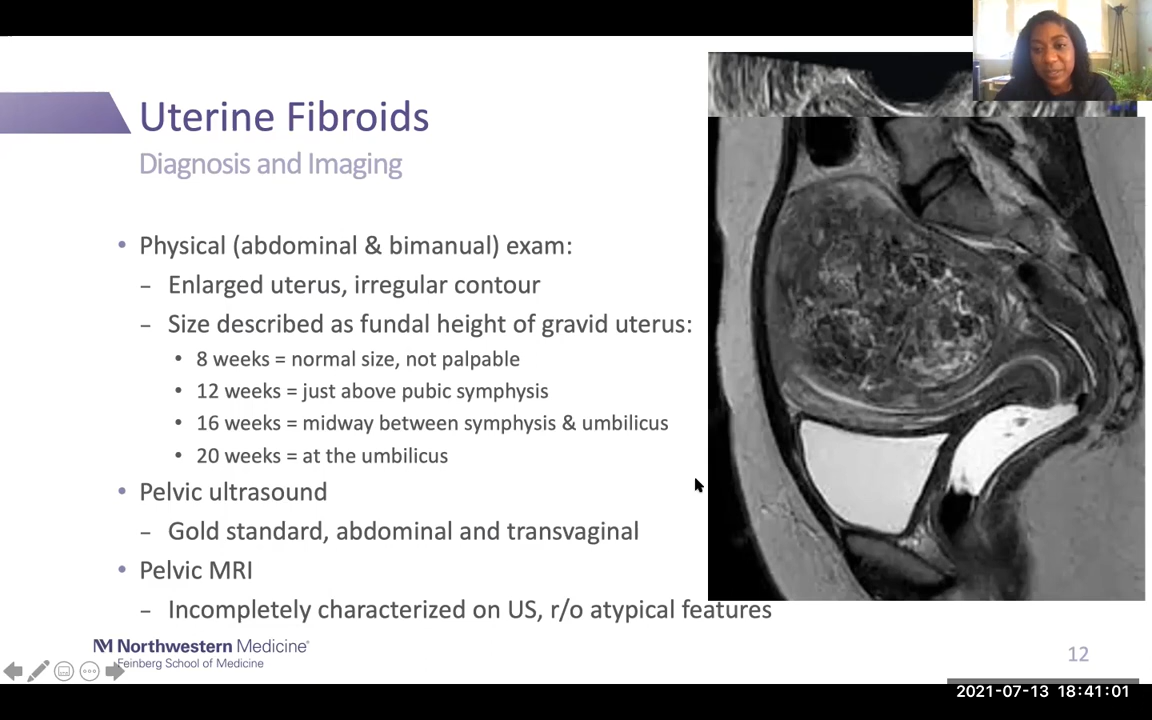 Uterine Fibroids
Diagnosis and Imaging
• Physical (abdominal & bimanual) exam:
– Enlarged uterus, irregular contour
– Size described as fundal height of gravid uterus:
• 8 weeks = normal size, not palpable
• 12 weeks = just above pubic symphysis
• 16 weeks = midway between symphysis & umbilicus
• 20 weeks = at the umbilicus
• Pelvic ultrasound
– Gold standard, abdominal and transvaginal
• Pelvic MRI
– Incompletely characterized on US, r/o atypical features
Northwestern Medicine®
Feinberg School of Medicine
12
2021-07-13 18:41:01